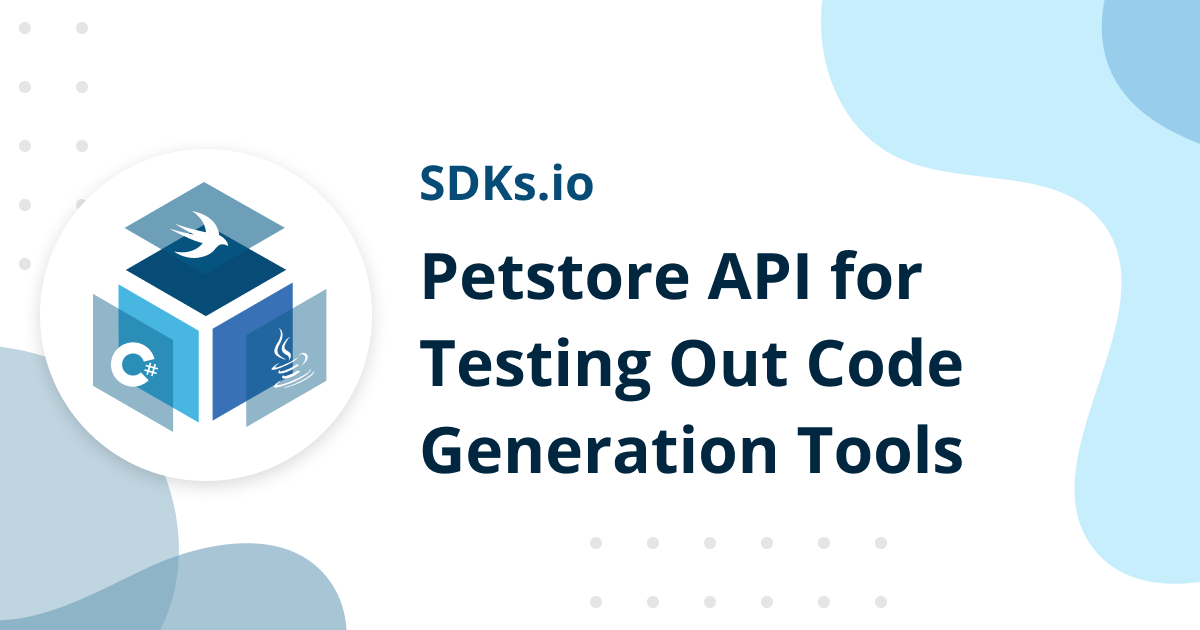 SDKs.io
Petstore API for
Testing Out Code
Generation Tools
C#